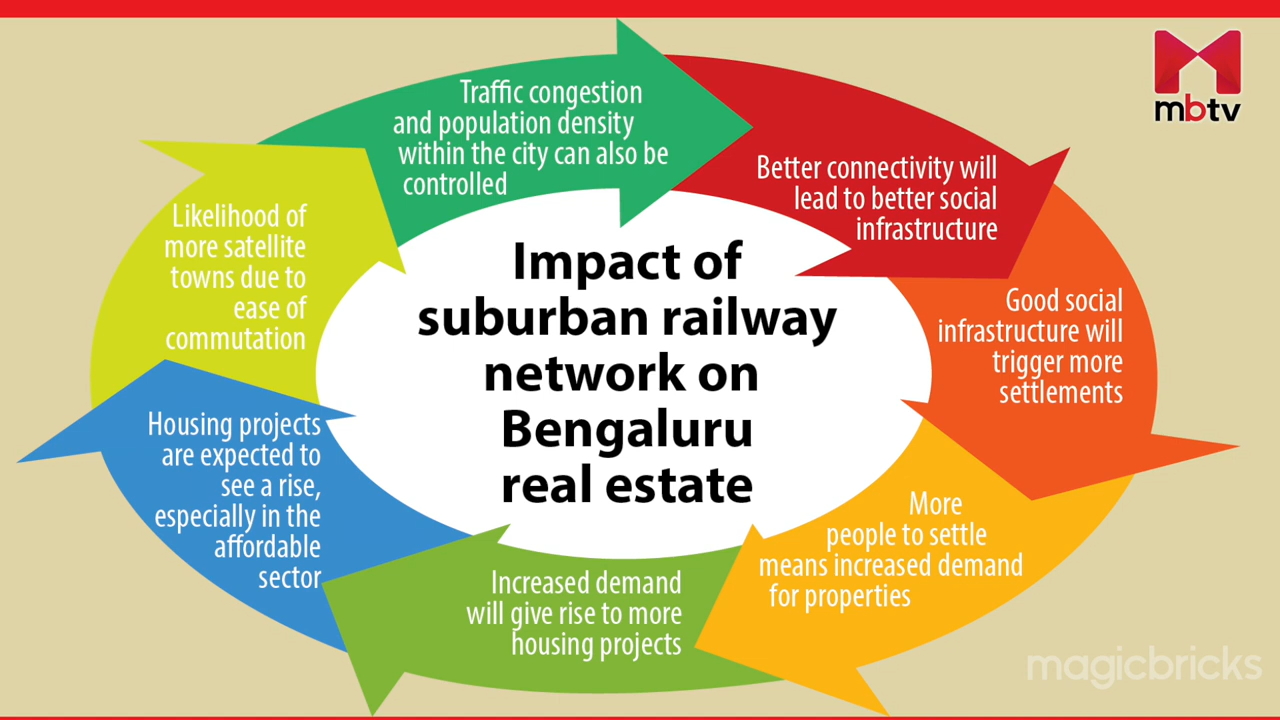 mbtv
Traffic congestion
and population density
within the city can also be
controlled
Better connectivity will
lead to better social
infrastructure
Good social
infrastructure will
trigger more
settlements
More
people to settle
means increased demand
for properties
Increased demand
will give rise to more
housing projects
Housing projects
are expected to
see a rise,
especially in the
affordable
sector
Likelihood of
more satellite
towns due to
ease of
commutation
Impact of
suburban railway
network on
Bengaluru
real estate
magicbricks